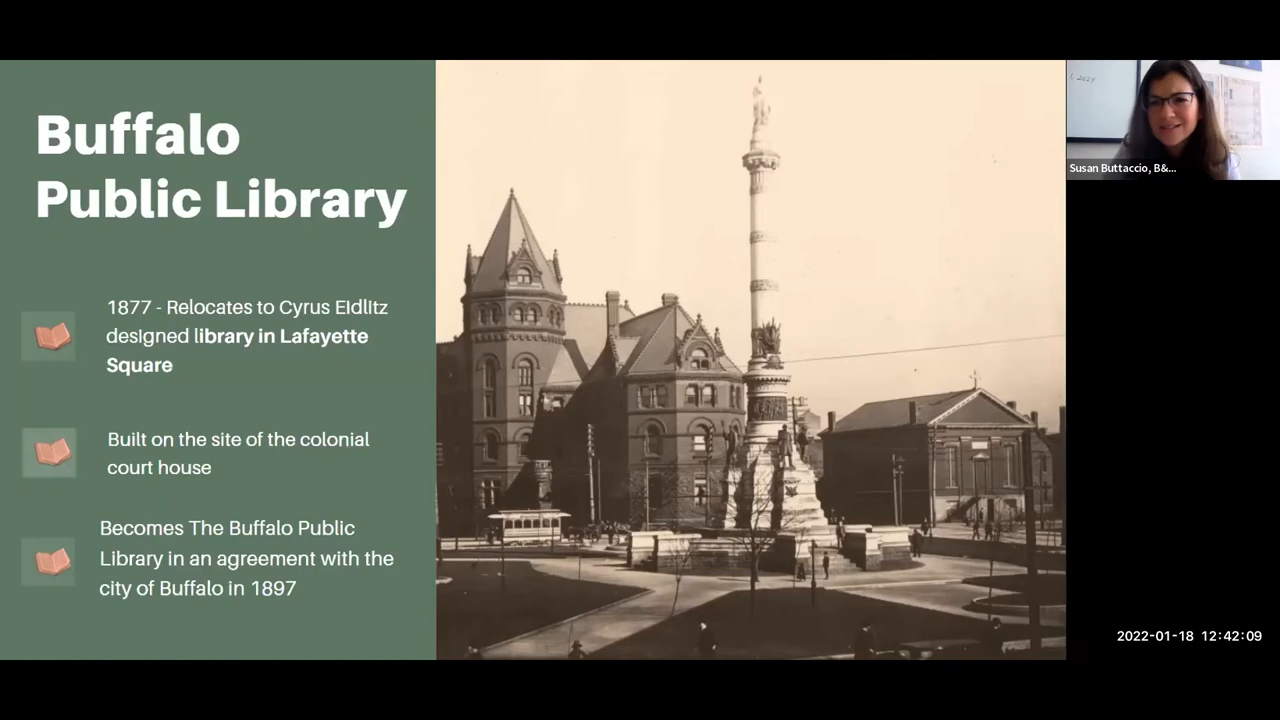 Buffalo
Public Library
1877 - Relocates to Cyrus EIdlItz
desIgned library in Lafayette
Square
Built on the site of the colonial
court house
Becomes The Buffalo Public
Library in an agreement with the
city of Buffalo in 1897
Susan Buttaccio, B&...
2022-01-18 12:42:09